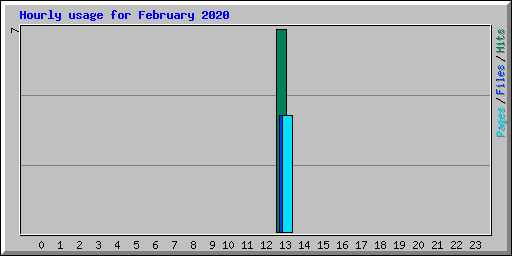 Hourly usage for February 2020
7
Pages/Files/Hits
0 1 2 3 4 5 6 7 8 9 10 11 12 13 14 15 16 17 18 19 20 21 22 23